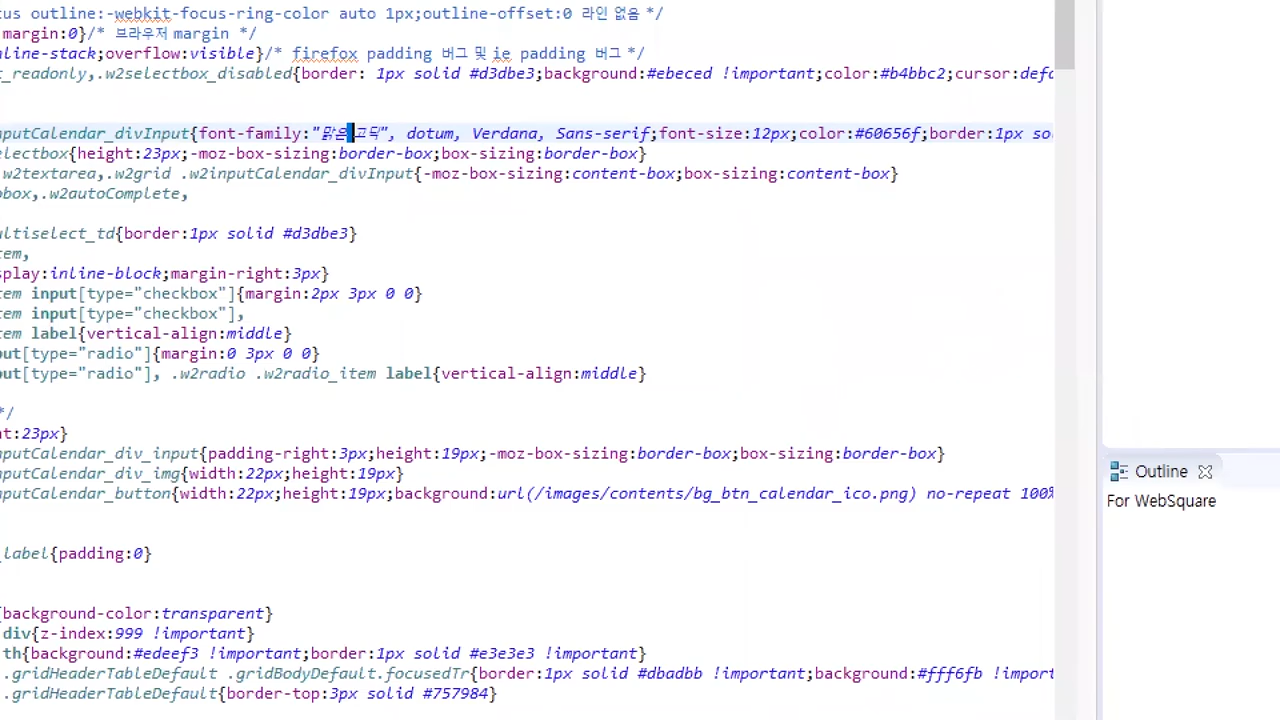 cus outline:-webkit-focus-ring-color auto 1px;outline-offset:0 라인 없음 */
margin:0}/* 브라우저 margin */
nline-stack;overflow:visible}/* firefox padding 버그 및 ie padding 버그 */
t_readonly,.w2selectbox_disabled{border: 1px solid #d3dbe3;background:#ebeced !important;color:#b4bbc2;cursor:defa
nputCalendar_divInput{font-family:"맑은 고딕", dotum, Verdana, Sans-serif;font-size:12px;color:#60656f;border:1px so
electbox{height:23px;-moz-box-sizing:border-box;box-sizing:border-box}
.w2textarea,.w2grid .w2inputCalendar_divInput{-moz-box-sizing:content-box;box-sizing:content-box}
obox,.w2autoComplete,
ultiselect_td{border:1px solid #d3dbe3}
tem,
splay:inline-block;margin-right:3px}
tem input[type="checkbox"]{margin:2px 3px 0 0}
tem input[type="checkbox"],
tem label{vertical-align:middle}
put[type="radio"]{margin:0 3px 0 0}
put[type="radio"], .w2radio .w2radio_item label{vertical-align:middle}
*/
ht:23px}
nputCalendar_div_input{padding-right:3px;height:19px;-moz-box-sizing:border-box;box-sizing:border-box}
nputCalendar_div_img{width:22px;height:19px}
nputCalendar_button{width:22px;height:19px;background:url(/images/contents/bg_btn_calendar_ico.png) no-repeat 100%
_label{padding:0}
{background-color:transparent}
div{z-index:999 !important}
th{background:#edeef3 !important;border:1px solid #e3e3e3 !important}
.gridHeaderTableDefault .gridBodyDefault.focusedTr{border:1px solid #dbadbb !important;background:#fff6fb !import
.gridHeaderTableDefault{border-top:3px solid #757984}
Outline
For WebSquare